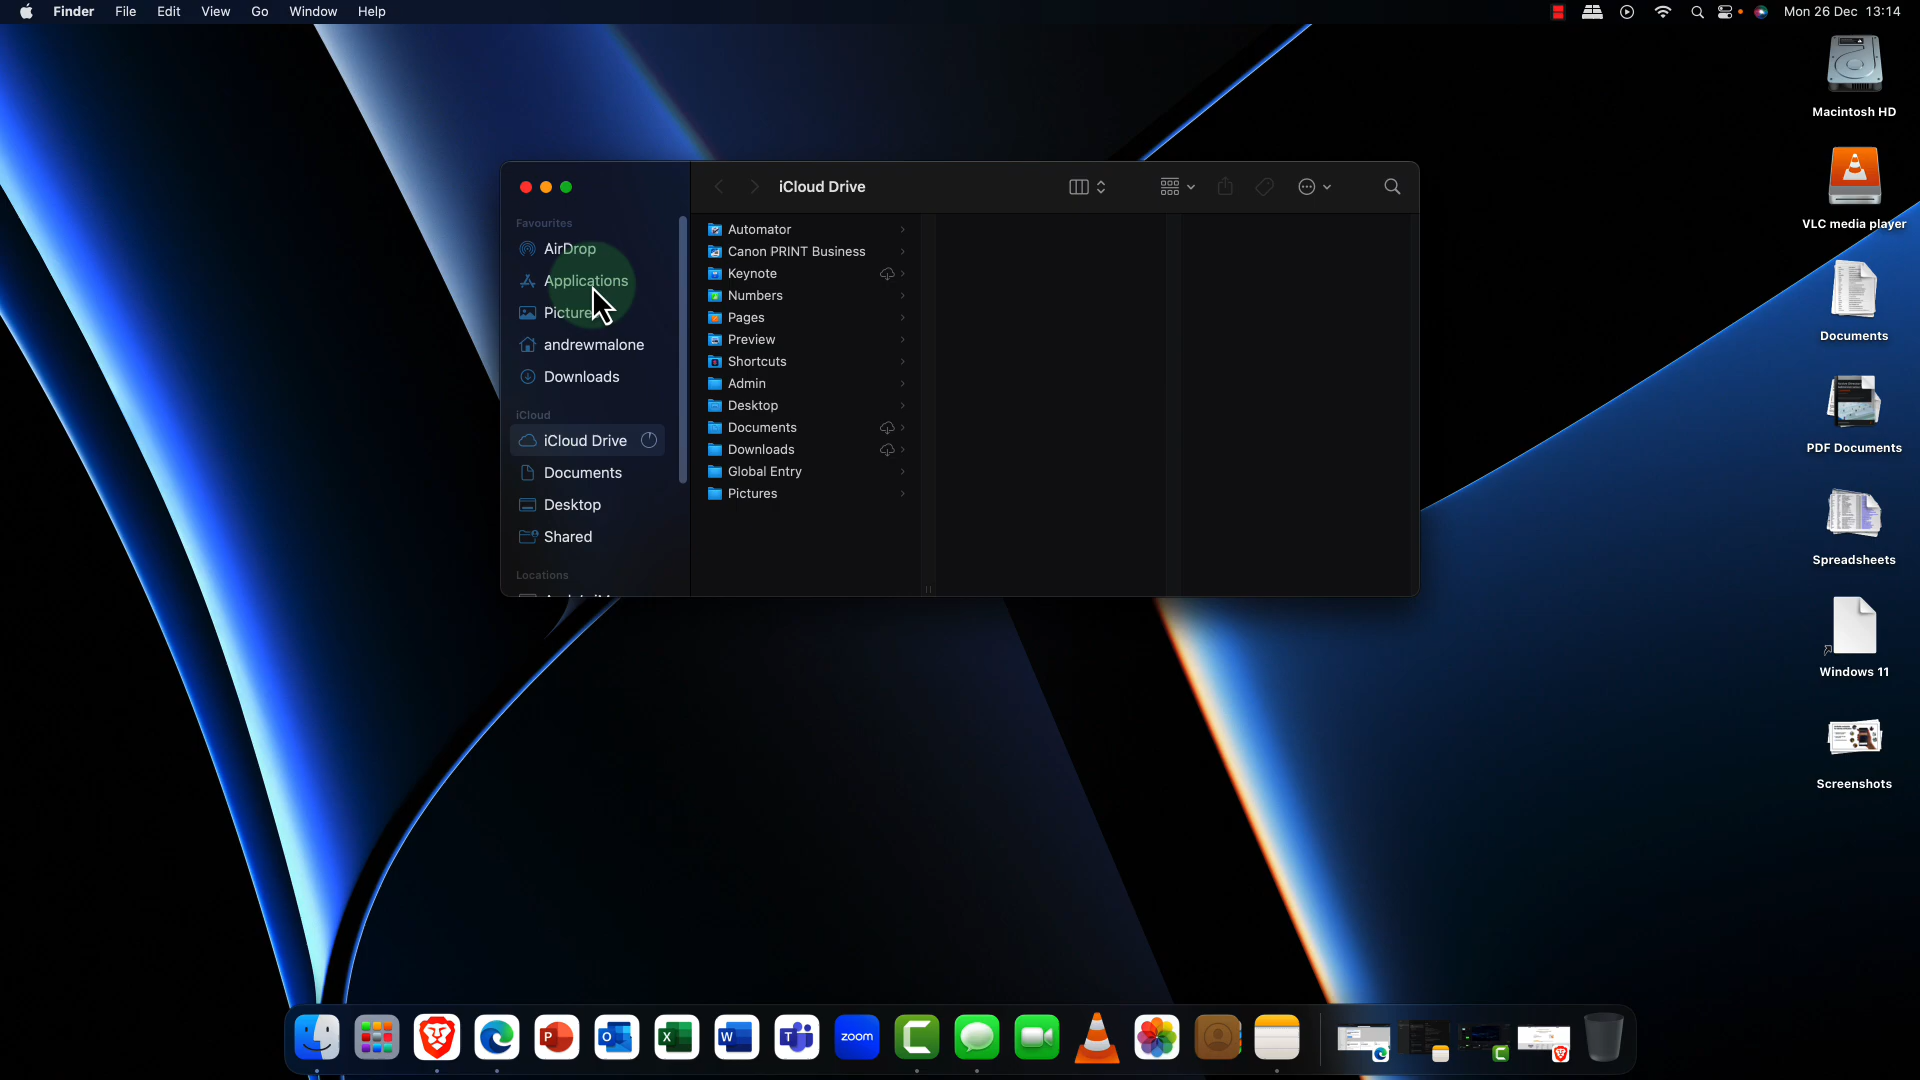 Finder File Edit View Go Window Help
Mon 26 Dec 13:14
Macintosh HD
VLC media player
Documents
PDF Documents
Spreadsheets
Windows 11
Screenshots
iCloud Drive
Favourites
AirDrop
Applications
Pictures
andrewmalone
Downloads
iCloud
iCloud Drive
Documents
Desktop
Shared
Locations
Automator
Canon PRINT Business
Keynote
Numbers
Pages
Preview
Shortcuts
Admin
Desktop
Documents
Downloads
Global Entry
Pictures
zoom